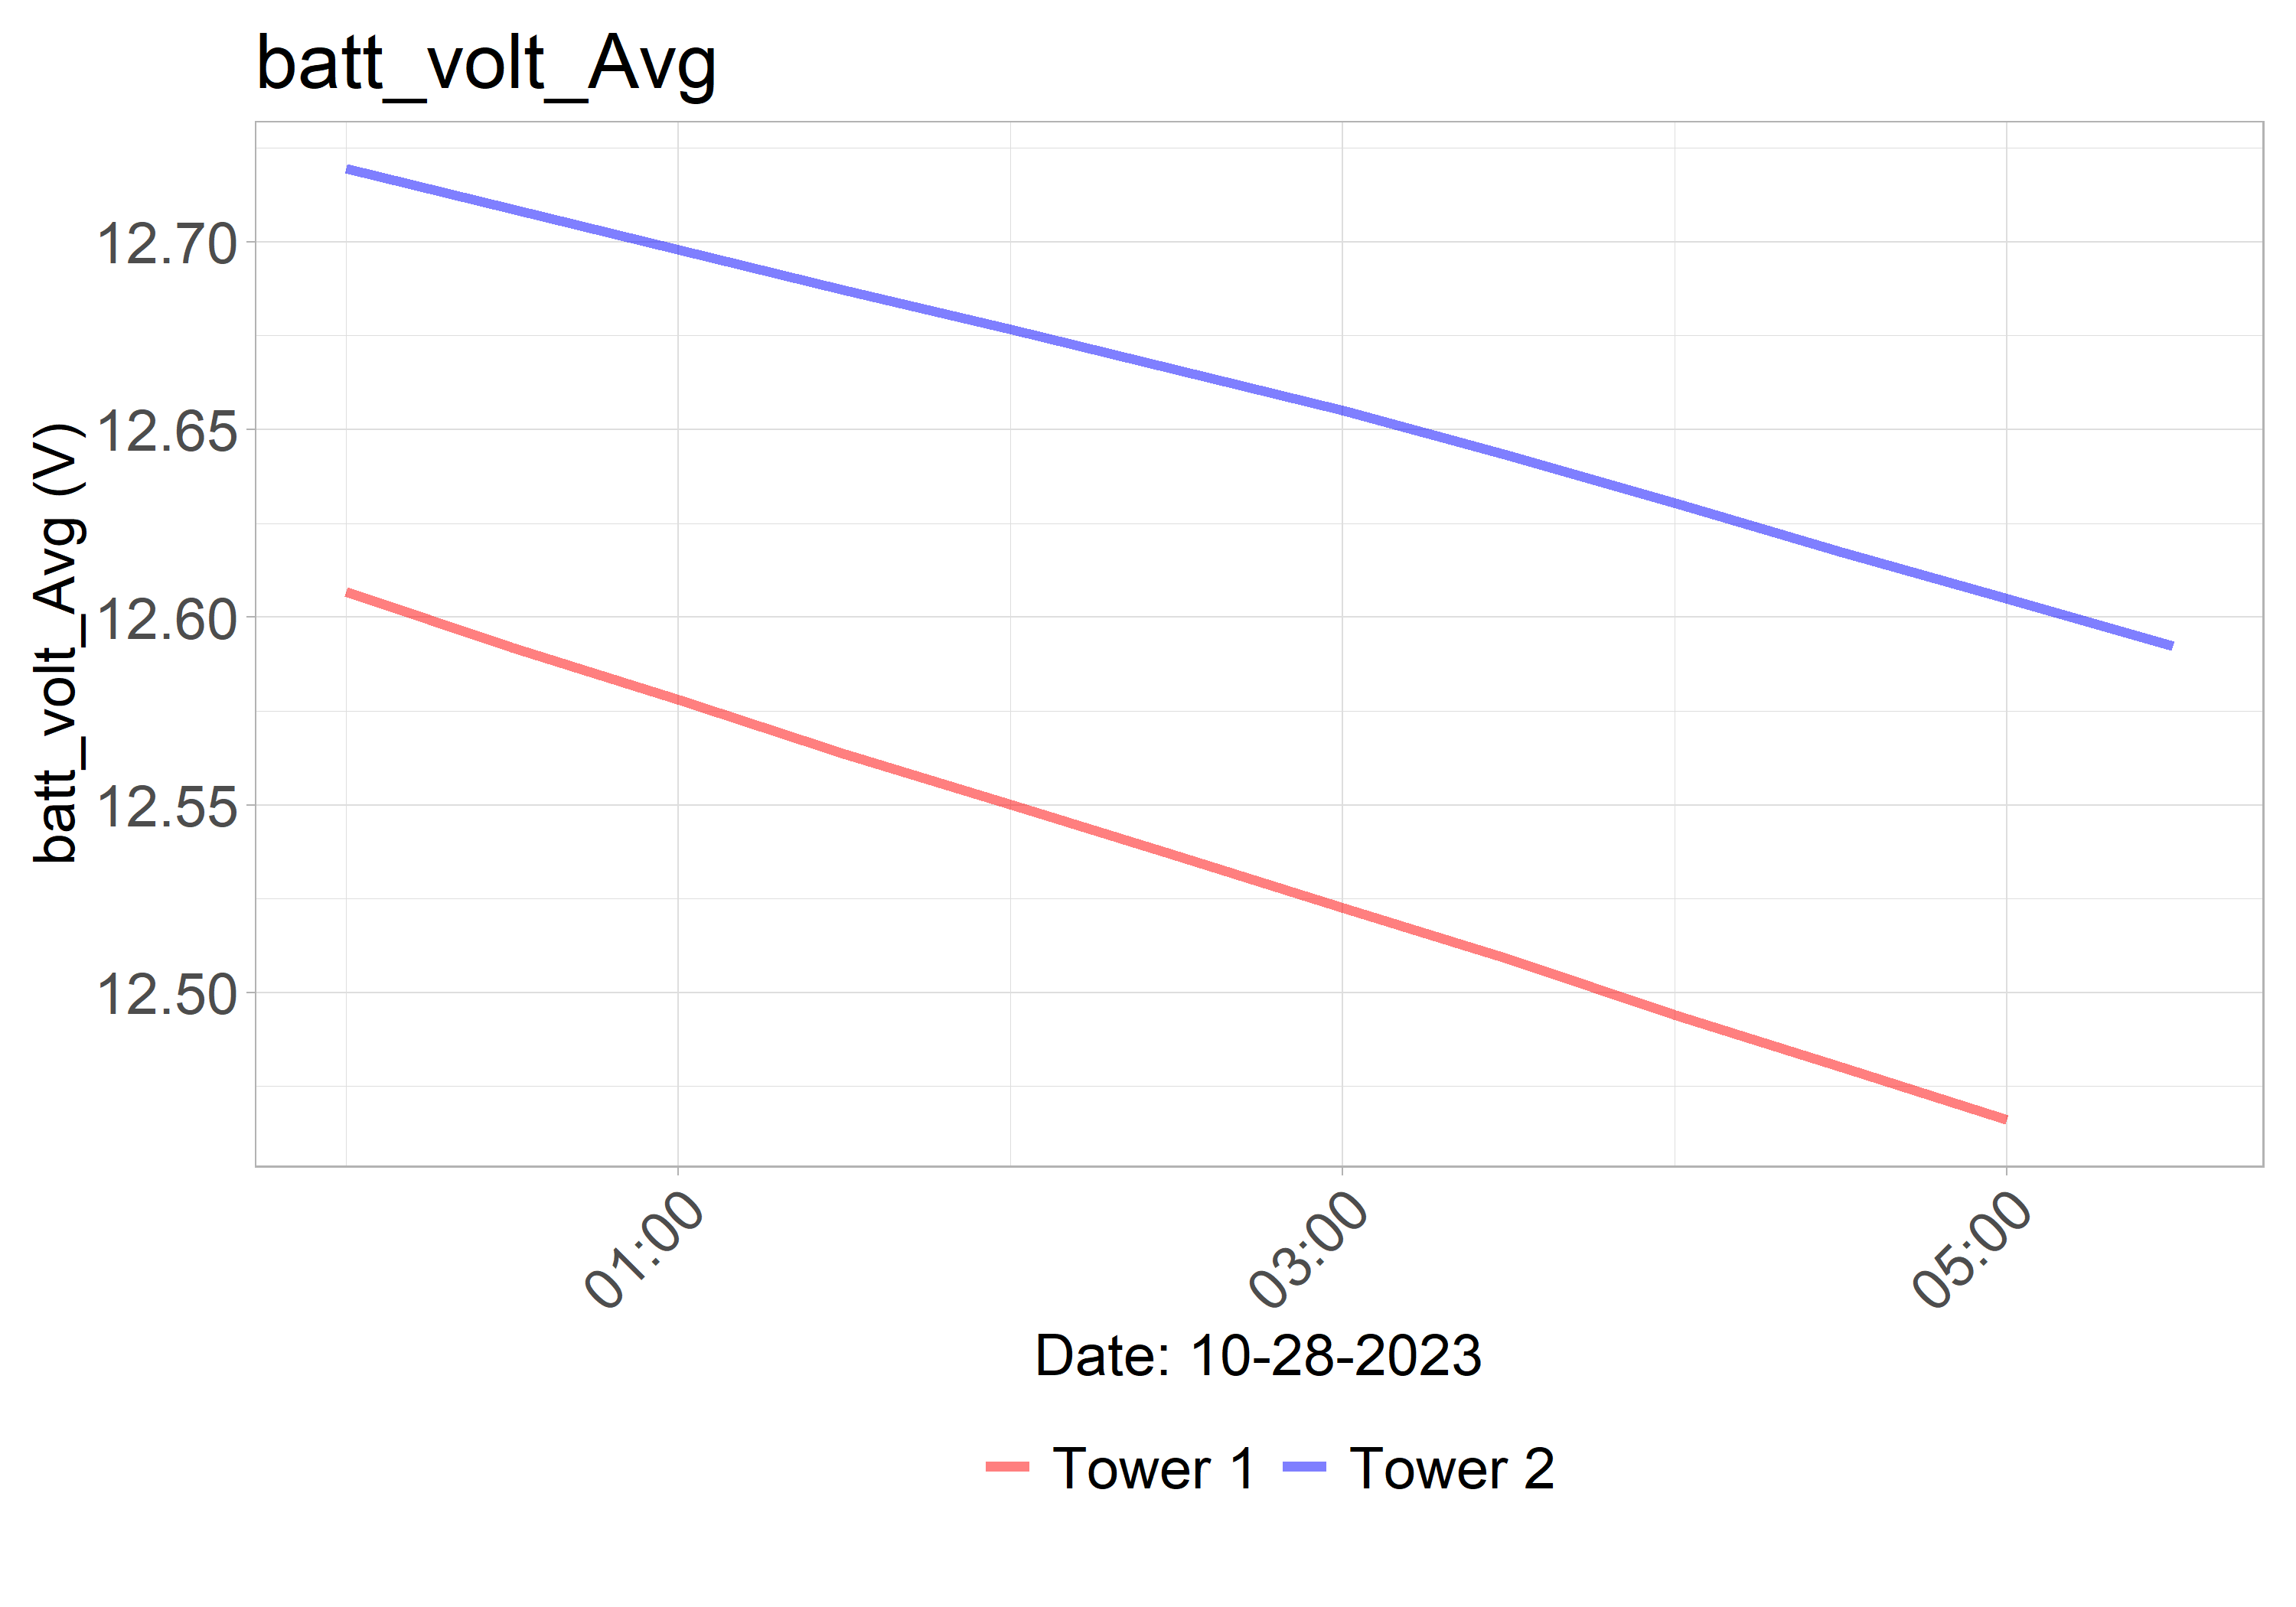 batt_volt_Avg
batt_volt_Avg (V)
12.70
12.65
12.60
12.55
12.50
01:00
03:00
05:00
Date: 10-28-2023
Tower 1
Tower 2